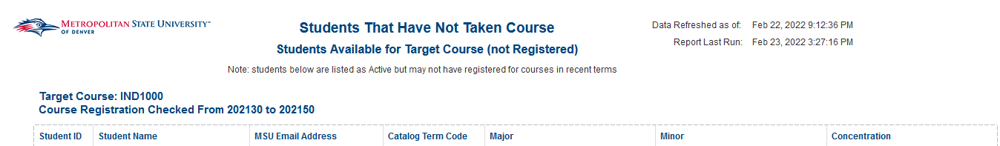 METROPOLITAN STATE UNIVERSITY™
OF DENVER
Students That Have Not Taken Course
Students Available for Target Course (not Registered)
Note: students below are listed as Active but may not have registered for courses in recent terms
Data Refreshed as of: Feb 22, 2022 9:12:36 PM
Report Last Run: Feb 23, 2022 3:27:16 PM
Target Course: IND1000
Course Registration Checked From 202130 to 202150
Student ID Student Name MSU Email Address Catalog Term Code Major Minor Concentration